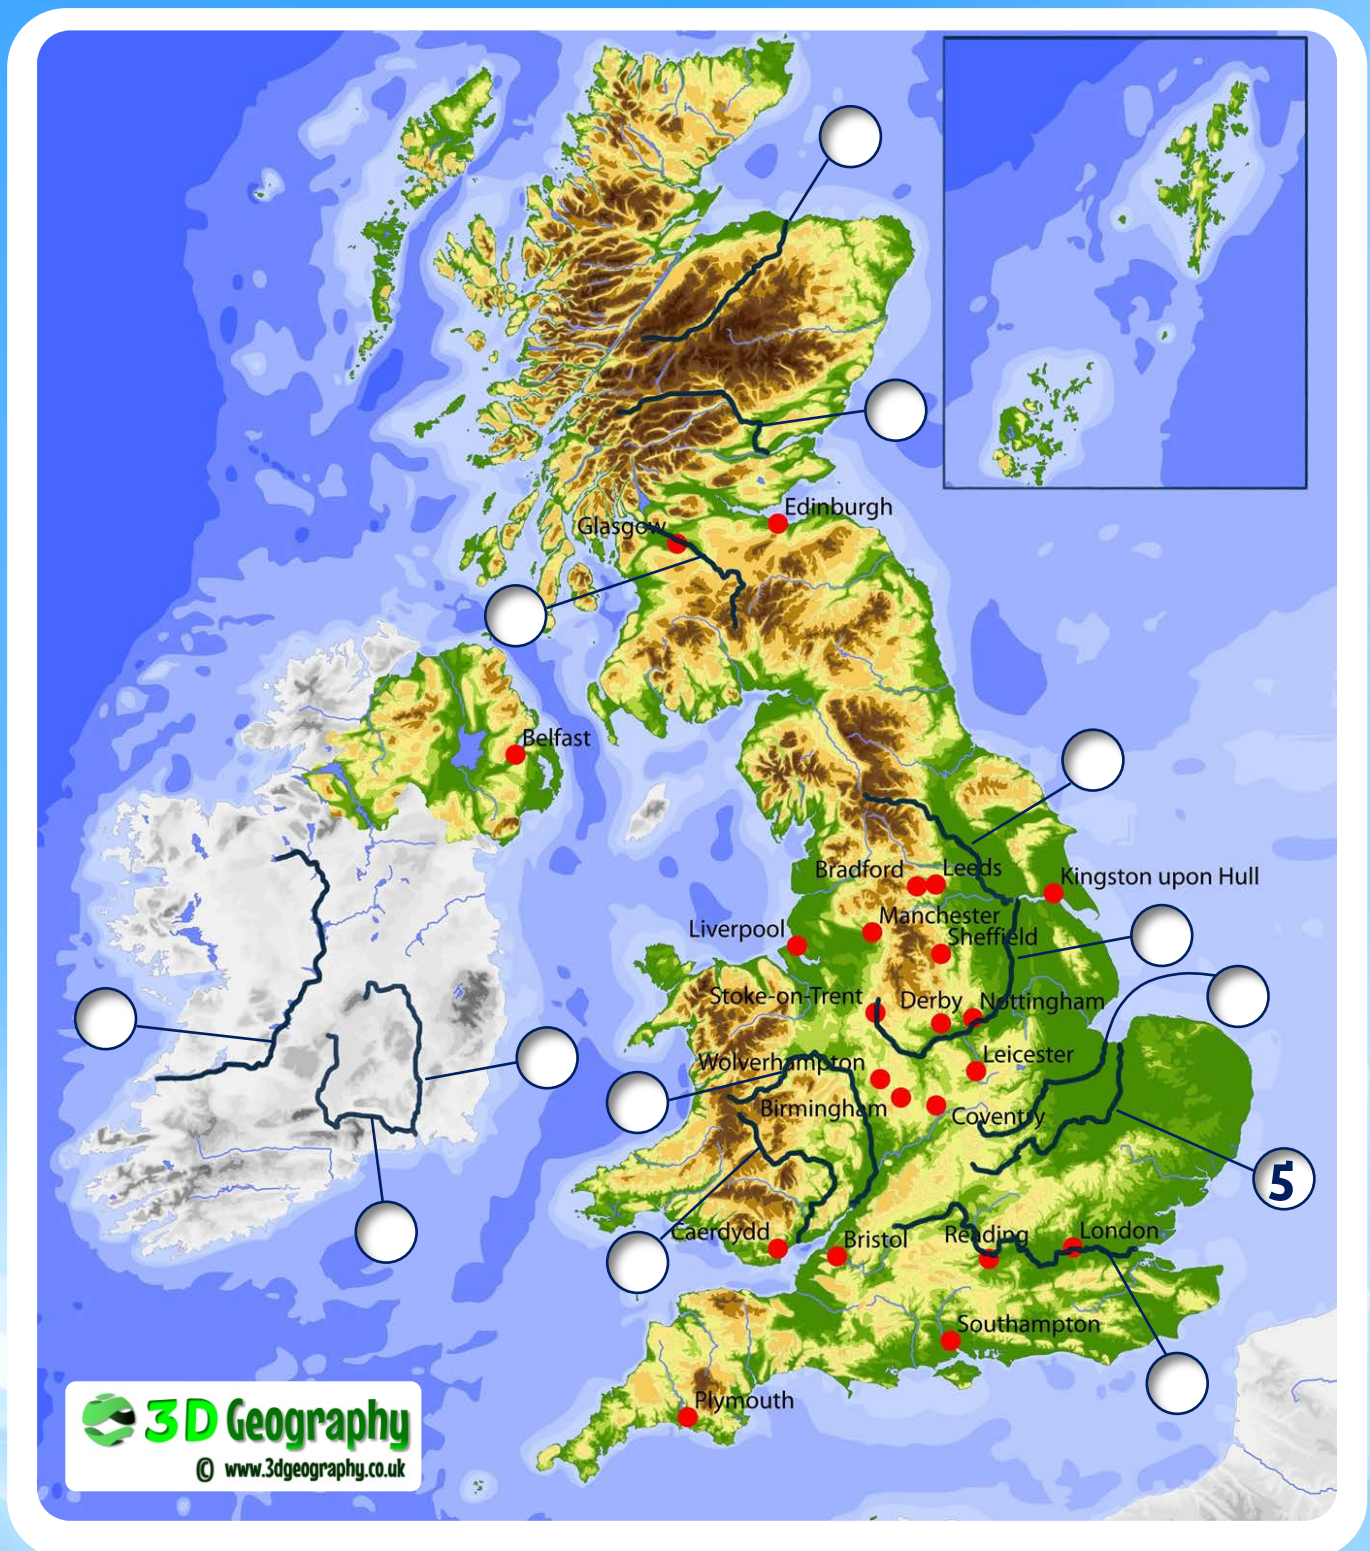 Edinburgh
Glasgow
Belfast
Bradford
Leeds
Kingston upon Hull
Manchester
Liverpool
Sheffield
Stoke-on-Trent
Derby
Nottingham
Wolverhampton
Leicester
Birmingham
Coventry
5
Caerdydd
Bristol
Reading
London
Southampton
Plymouth
3D Geography
© www.3dgeography.co.uk